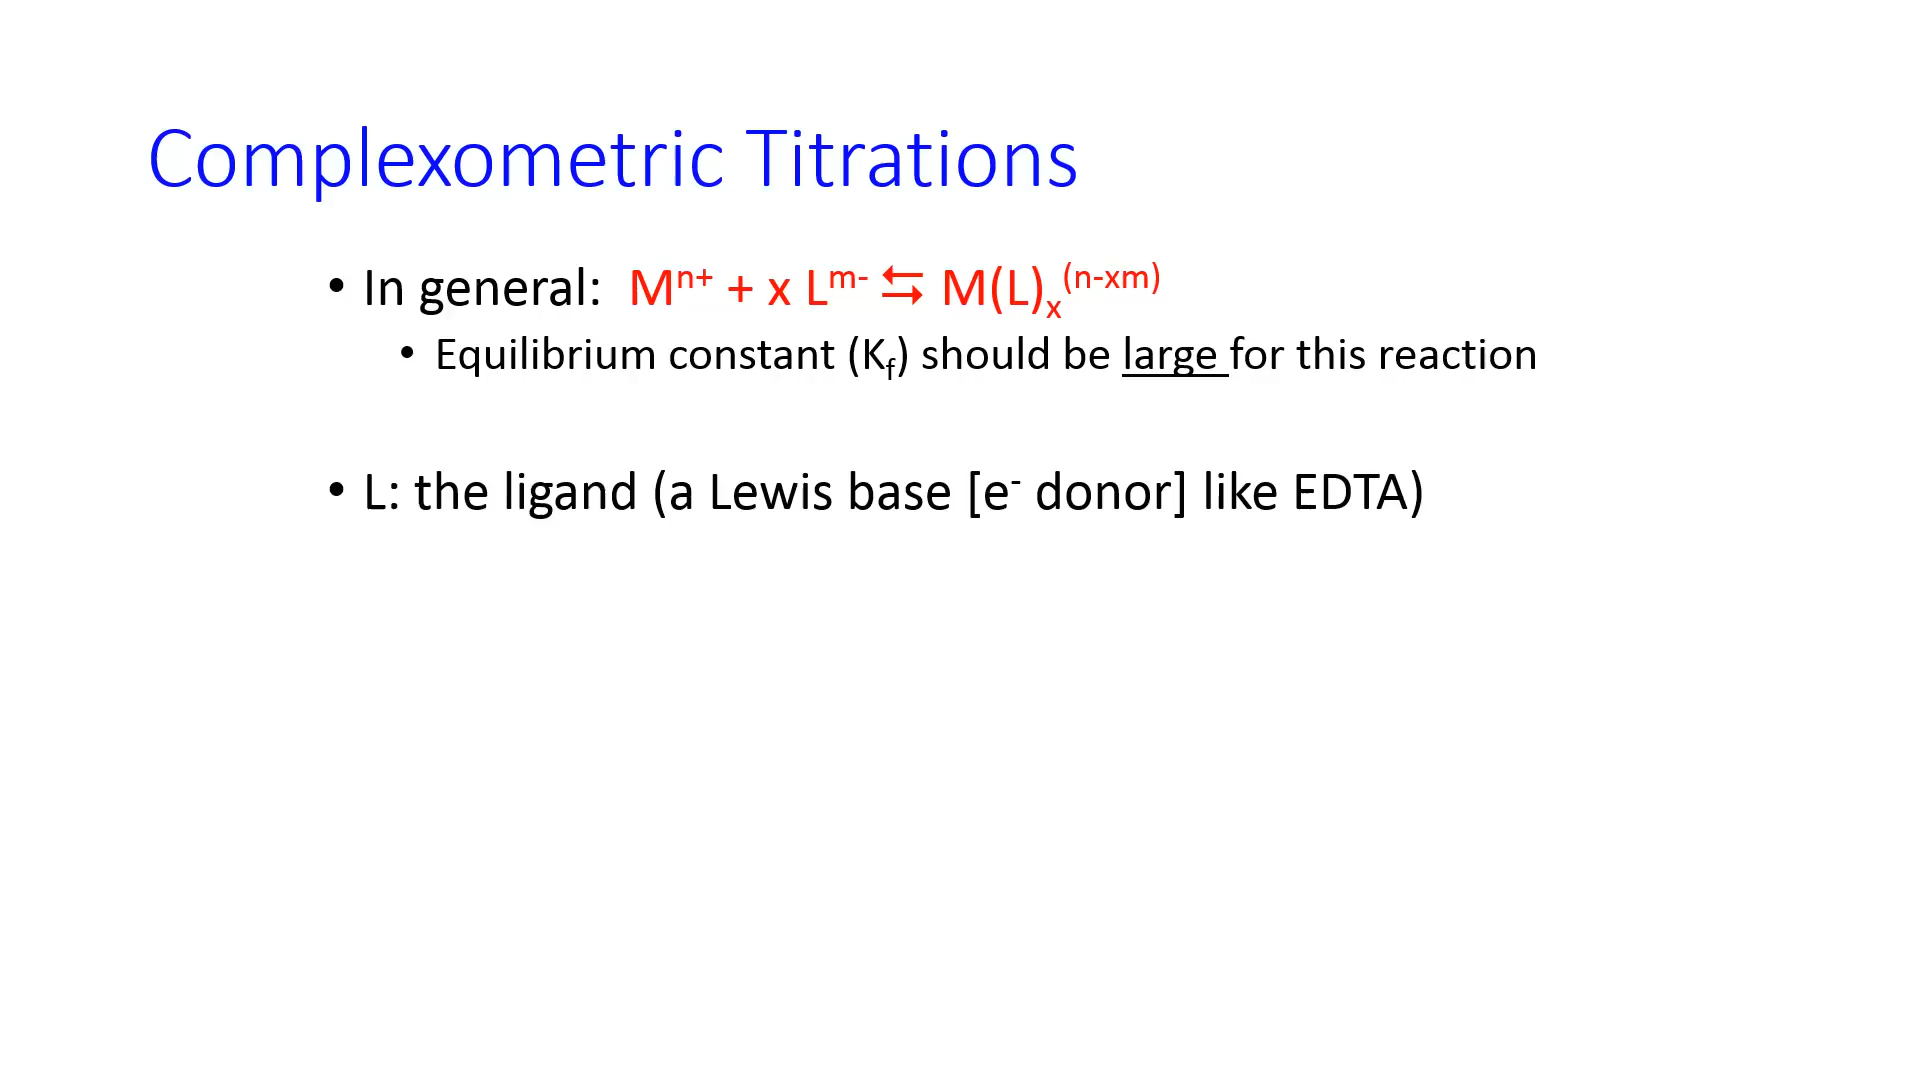 Complexometric Titrations
• In general: Mⁿ⁺ + x Lᵐ⁻ ⮀ M(L)ₓ⁽ⁿ⁻ˣᵐ⁾
• Equilibrium constant (K_f) should be large for this reaction
• L: the ligand (a Lewis base [e⁻ donor] like EDTA)